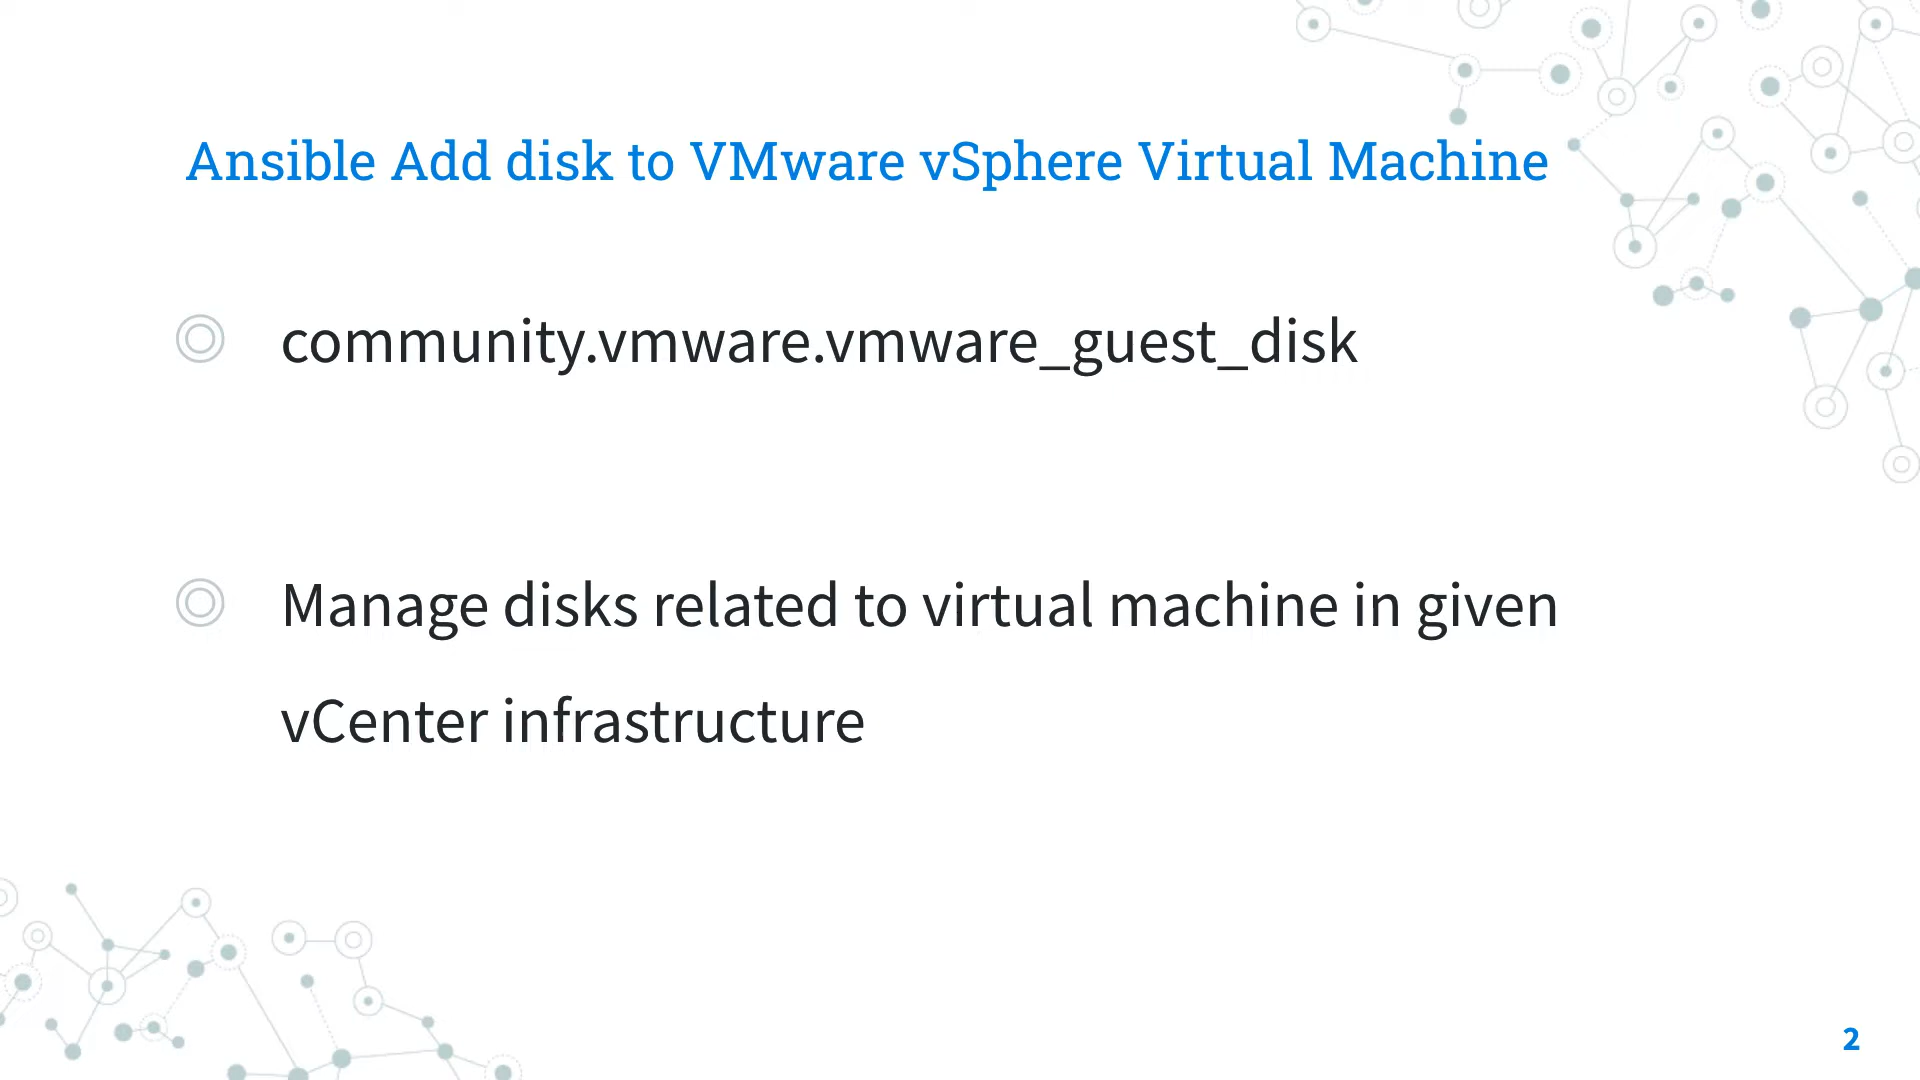 Ansible Add disk to VMware vSphere Virtual Machine
community.vmware.vmware_guest_disk
Manage disks related to virtual machine in given
vCenter infrastructure
2